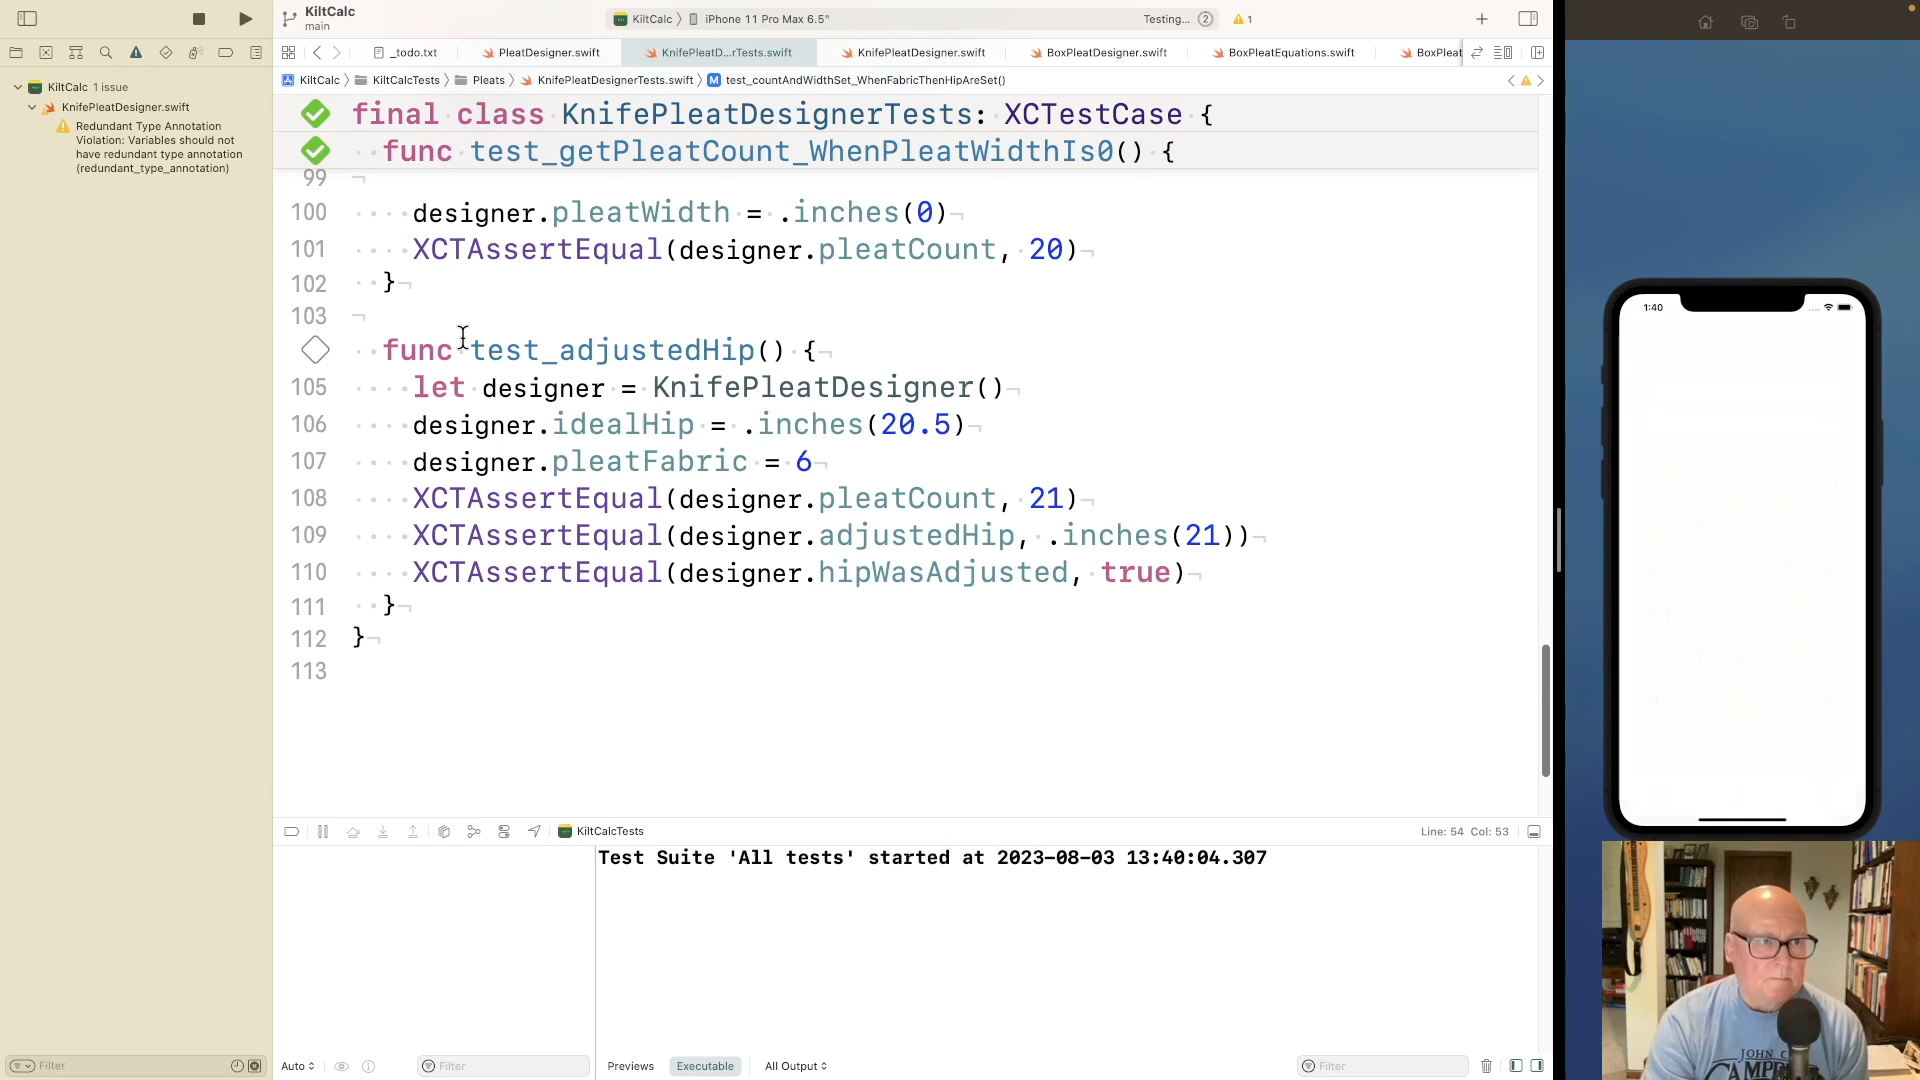 KiltCalc
main
KiltCalc
iPhone 11 Pro Max 6.5"
Testing...
2
1
_todo.txt
PleatDesigner.swift
KnifePleatD...rTests.swift
KnifePleatDesigner.swift
BoxPleatDesigner.swift
BoxPleatEquations.swift
BoxPleat
KiltCalc 1 issue
KnifePleatDesigner.swift
Redundant Type Annotation
Violation: Variables should not
have redundant type annotation
(redundant_type_annotation)
KiltCalc
KiltCalcTests
Pleats
KnifePleatDesignerTests.swift
M test_countAndWidthSet_WhenFabricThenHipAreSet()
final class KnifePleatDesignerTests: XCTestCase {
func test_getPleatCount_WhenPleatWidthIs0() {
99
100 designer.pleatWidth = .inches(0)
101 XCTAssertEqual(designer.pleatCount, 20)
102 }
103
func test_adjustedHip() {
105 let designer = KnifePleatDesigner()
106 designer.idealHip = .inches(20.5)
107 designer.pleatFabric = 6
108 XCTAssertEqual(designer.pleatCount, 21)
109 XCTAssertEqual(designer.adjustedHip, .inches(21))
110 XCTAssertEqual(designer.hipWasAdjusted, true)
111 }
112 }
113
KiltCalcTests
Line: 54 Col: 53
Test Suite 'All tests' started at 2023-08-03 13:40:04.307
Filter
Auto
Filter
Previews
Executable
All Output
Filter
1:40
JOHN C
CAMP